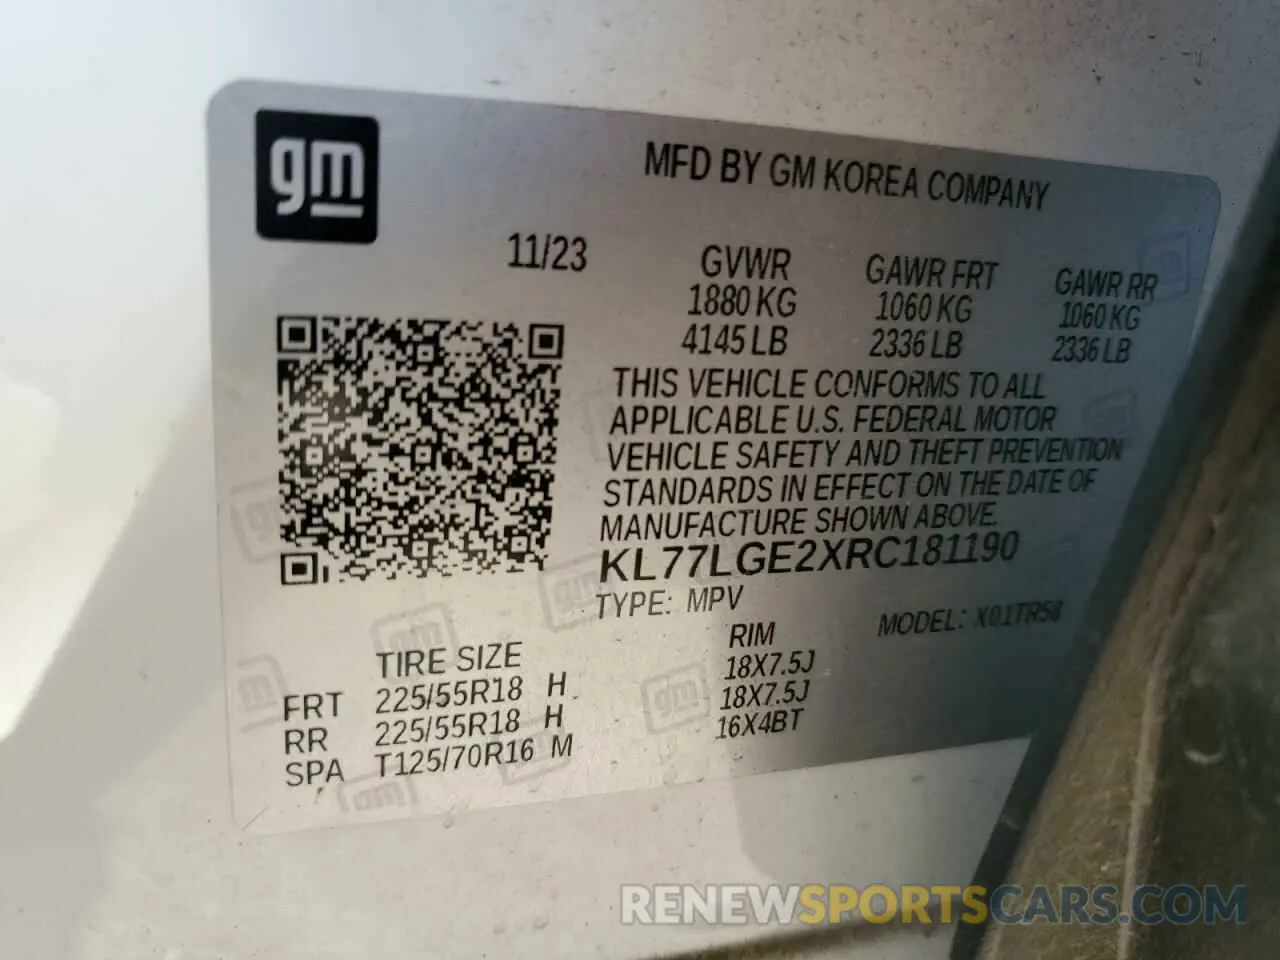 gm
MFD BY GM KOREA COMPANY
11/23
GVWR GAWR FRT GAWR RR
1880 KG 1060 KG 1060 KG
4145 LB 2336 LB 2336 LB
THIS VEHICLE CONFORMS TO ALL
APPLICABLE U.S. FEDERAL MOTOR
VEHICLE SAFETY AND THEFT PREVENTION
STANDARDS IN EFFECT ON THE DATE OF
MANUFACTURE SHOWN ABOVE.
KL77LGE2XRC181190
TYPE: MPV MODEL:
TIRE SIZE RIM
FRT 225/55R18 H 18X7.5J
RR 225/55R18 H 18X7.5J
SPA T125/70R16 M 16X4BT
RENEWSPORTSCARS.COM